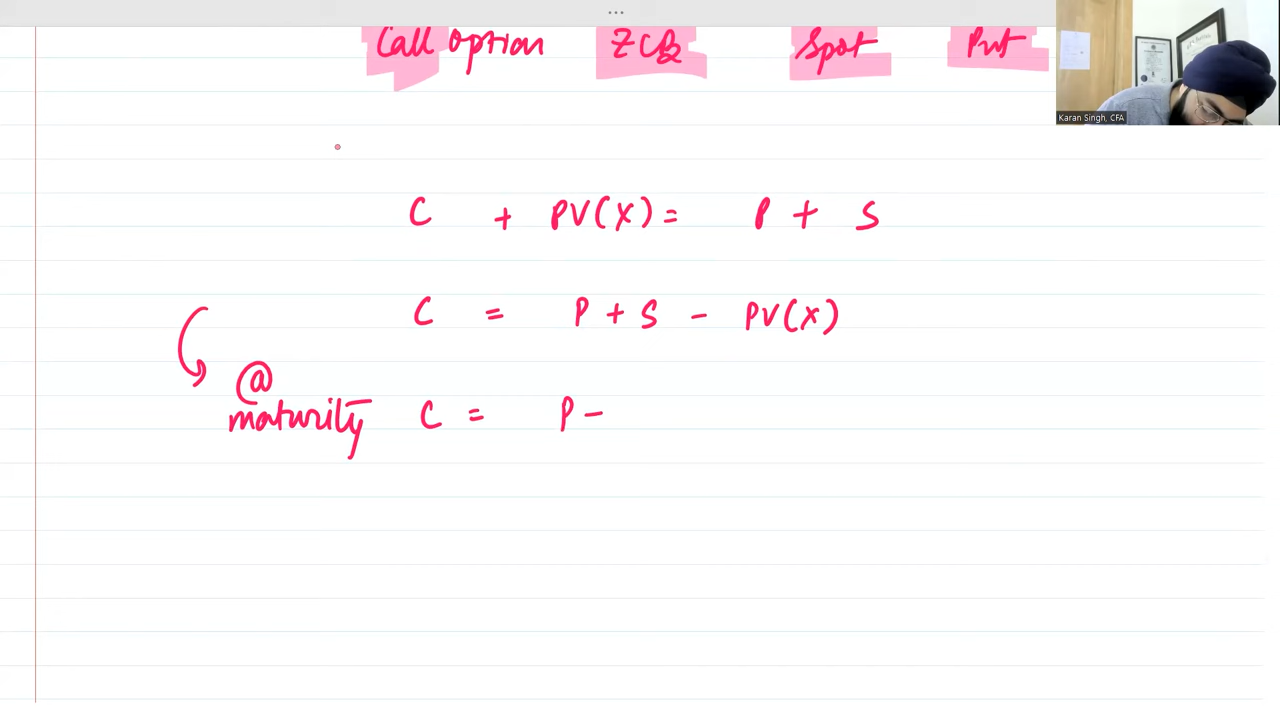 Call option ZCB Spot Put
Karan Singh, CFA
C + PV(X) = P + S
C = P + S - PV(X)
@
maturity C = P -